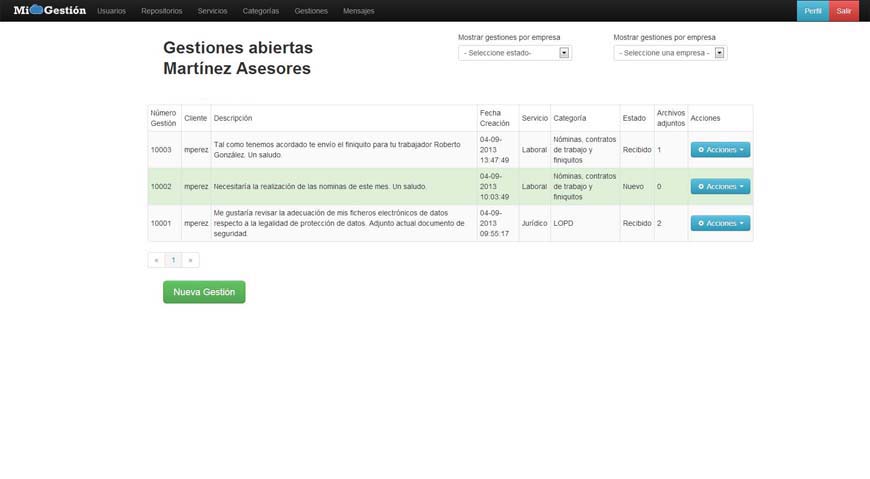 Mi Gestión Usuarios Repositorios Servicios Categorías Gestiones Mensajes Perfil Salir
Gestiones abiertas
Martínez Asesores
Mostrar gestiones por empresa
- Seleccione estado-
Mostrar gestiones por empresa
- Seleccione una empresa -
Número Gestión Cliente Descripción Fecha Creación Servicio Categoría Estado Archivos adjuntos Acciones
10003 mperez Tal como tenemos acordado te envío el finiquito para tu trabajador Roberto González. Un saludo. 04-09-2013 13:47:49 Laboral Nóminas, contratos de trabajo y finiquitos Recibido 1 Acciones
10002 mperez Necesitaría la realización de las nominas de este mes. Un saludo. 04-09-2013 10:03:49 Laboral Nóminas, contratos de trabajo y finiquitos Nuevo 0 Acciones
10001 mperez Me gustaría revisar la adecuación de mis ficheros electrónicos de datos respecto a la legalidad de protección de datos. Adjunto actual documento de seguridad. 04-09-2013 09:55:17 Jurídico LOPD Recibido 2 Acciones
« 1 »
Nueva Gestión